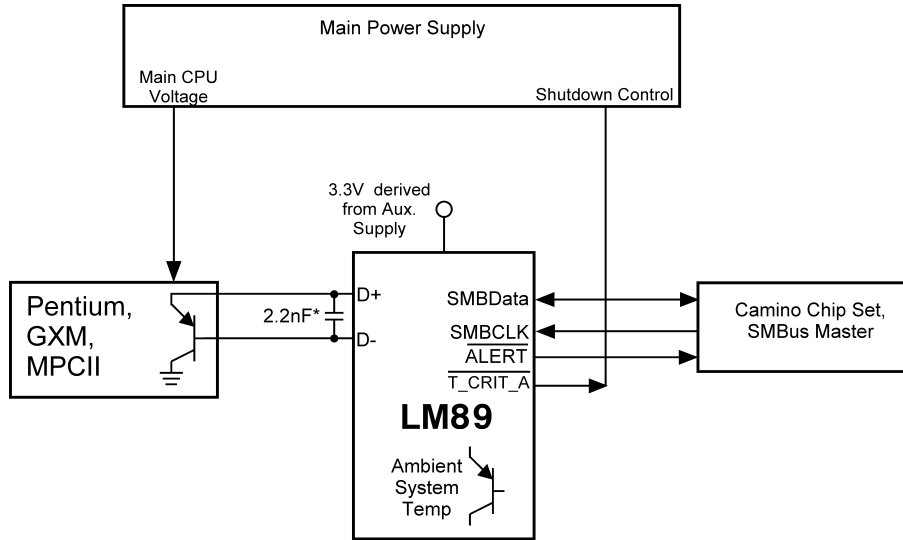 Main Power Supply
Main CPU
Voltage
Shutdown Control
3.3V derived
from Aux.
Supply
Pentium,
GXM,
MPCII
2.2nF*
D+
D-
SMBData
SMBCLK
ALERT
T_CRIT_A
LM89
Ambient
System
Temp
Camino Chip Set,
SMBus Master